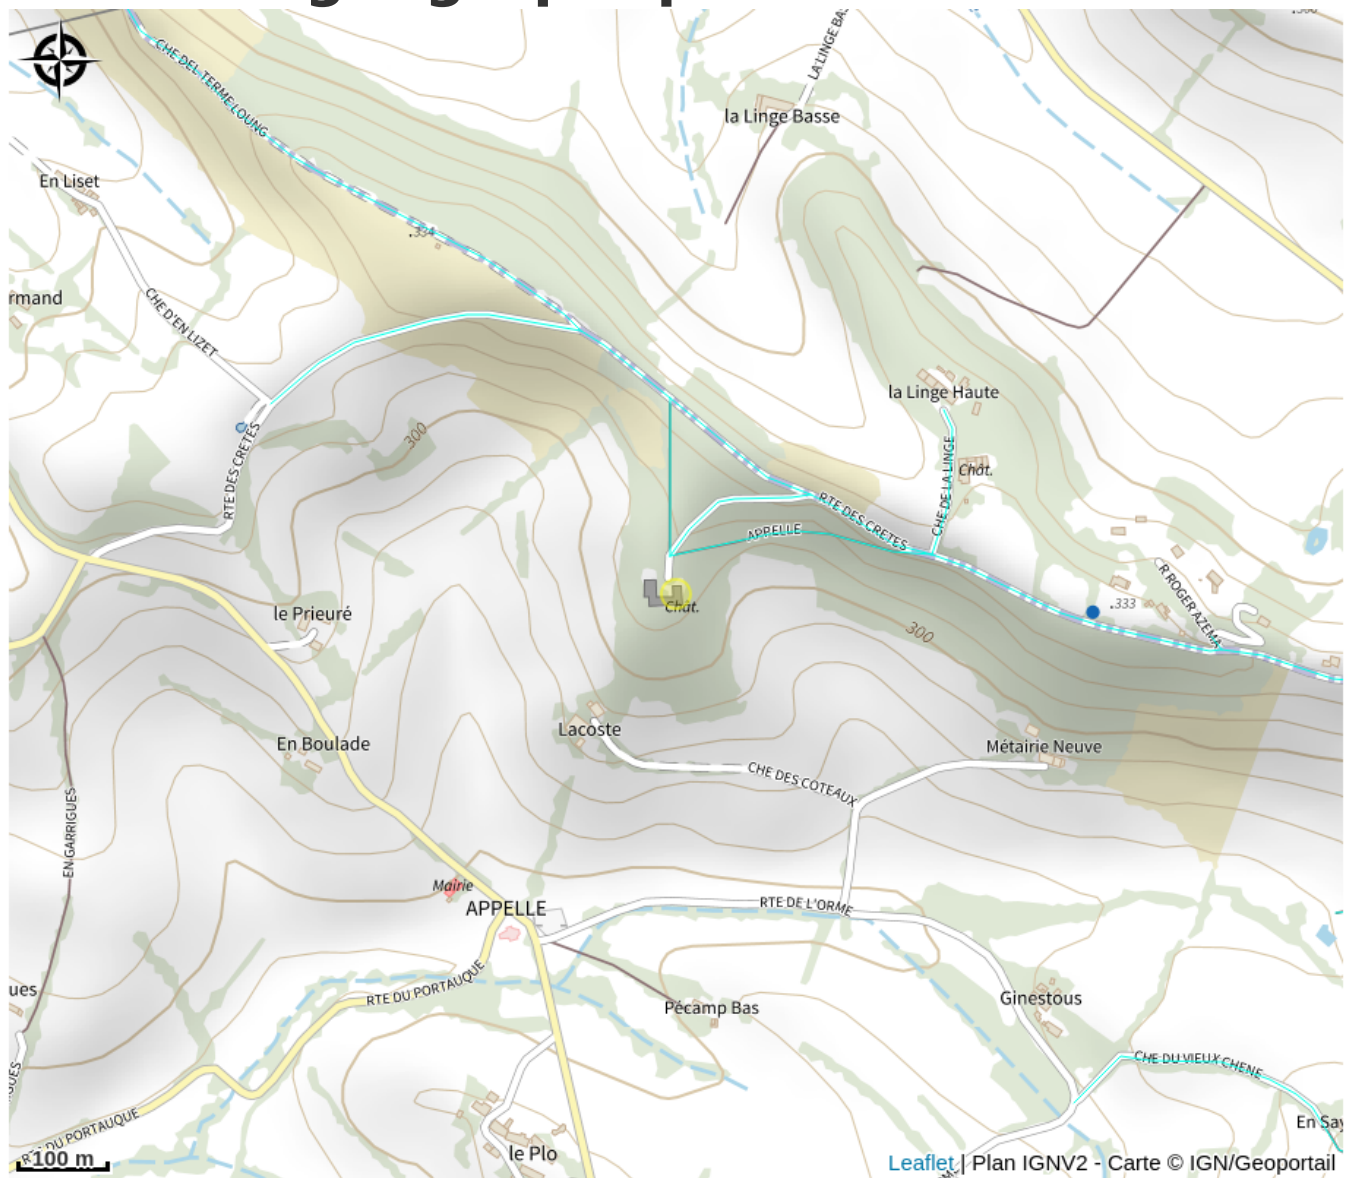 CHE DEL TERME LOUNG
LA LINGE BAS
la Linge Basse
En Liset
.334
rmand
CHE D'EN LIZET
la Linge Haute
300
RTE DES CRETES
CHE DE LA LINGE
Chât.
RTE DES CRETES
APPELLE
R ROGER AZEMA
Chât.
.333
le Prieuré
300
Lacoste
En Boulade
Métairie Neuve
CHE DES COTEAUX
EN GARRIGUES
Mairie
APPELLE
RTE DE L'ORME
RTE DU PORTAUQUE
ues
Pécamp Bas
Ginestous
CHE DU VIEUX CHENE
En Say
RTE DU PORTAUQUE
le Plo
100 m
Leaflet | Plan IGNV2 - Carte © IGN/Geoportail